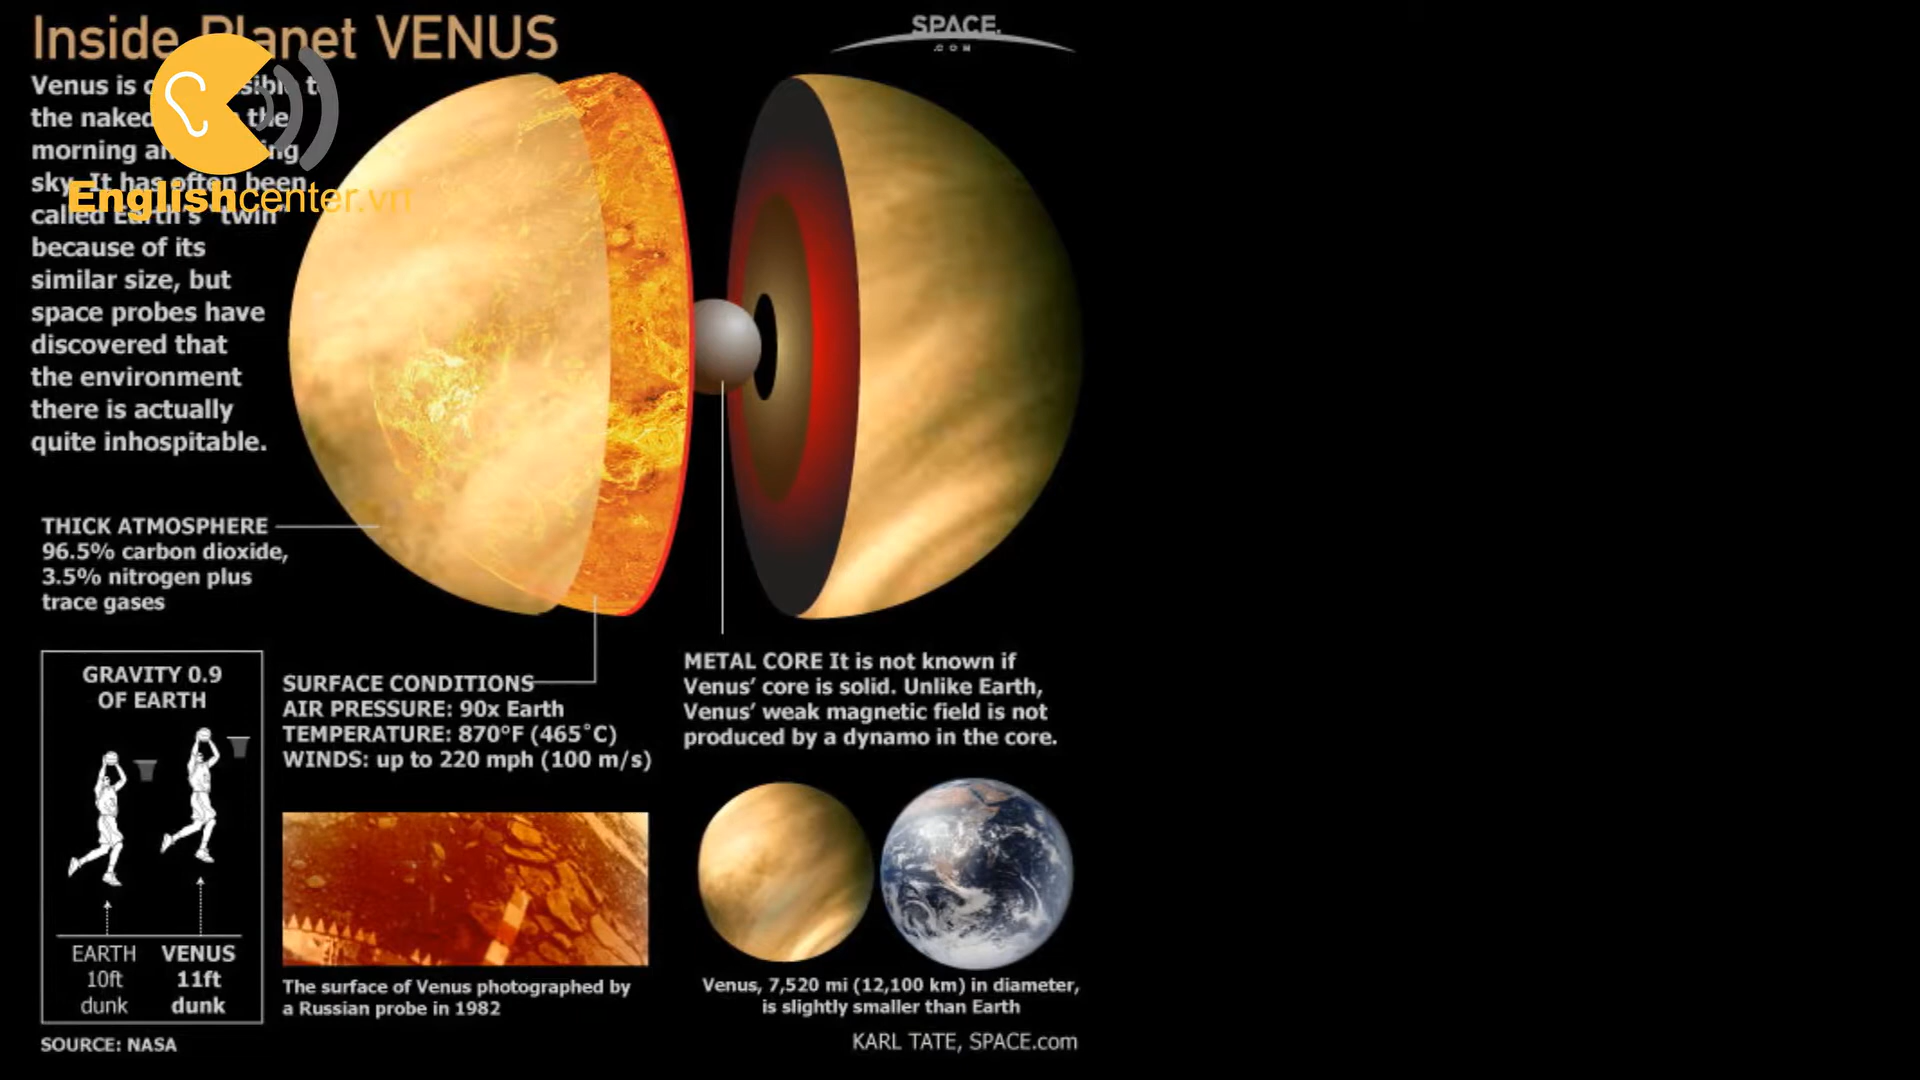 Inside Planet VENUS
SPACE.
.COM
Venus is sible t
the naked the
morning an ing
sky. It has often been
called Earth's "twin"
because of its
similar size, but
space probes have
discovered that
the environment
there is actually
quite inhospitable.
Englishcenter.vn
THICK ATMOSPHERE
96.5% carbon dioxide,
3.5% nitrogen plus
trace gases
GRAVITY 0.9
OF EARTH
EARTH
10ft
dunk
VENUS
11ft
dunk
SOURCE: NASA
SURFACE CONDITIONS
AIR PRESSURE: 90x Earth
TEMPERATURE: 870°F (465°C)
WINDS: up to 220 mph (100 m/s)
The surface of Venus photographed by
a Russian probe in 1982
METAL CORE It is not known if
Venus' core is solid. Unlike Earth,
Venus' weak magnetic field is not
produced by a dynamo in the core.
Venus, 7,520 mi (12,100 km) in diameter,
is slightly smaller than Earth
KARL TATE, SPACE.com